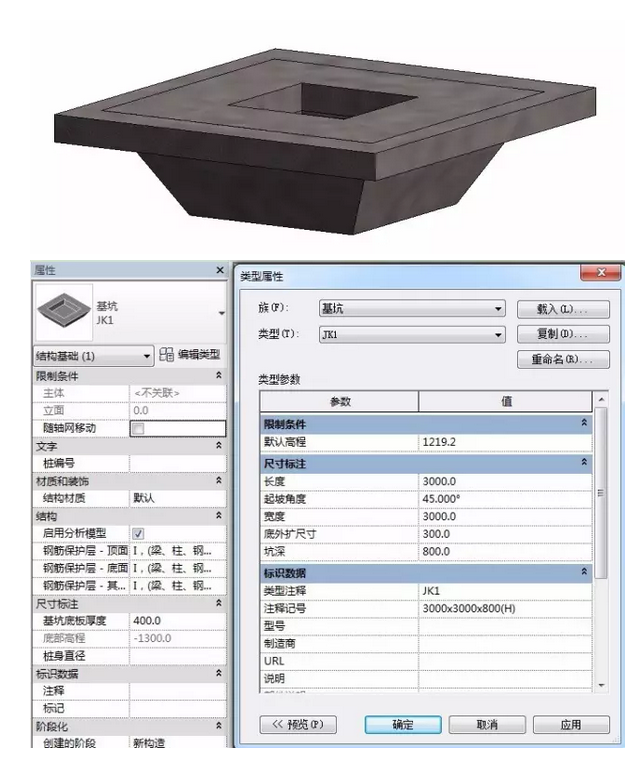 属性
基坑
JK1
结构基础 (1)
编辑类型
限制条件
主体 <不关联>
立面 0.0
随轴网移动
文字
桩编号
材质和装饰
结构材质 默认
结构
启用分析模型
钢筋保护层 - 顶面 I，(梁、柱、钢...
钢筋保护层 - 底面 I，(梁、柱、钢...
钢筋保护层 - 其... I，(梁、柱、钢...
尺寸标注
基坑底板厚度 400.0
底部高程 -1300.0
桩身直径
标识数据
注释
标记
阶段化
创建的阶段 新构造
类型属性
族(F): 基坑 载入(L)...
类型(T): JK1 复制(D)...
重命名(R)...
类型参数
参数 值
限制条件
默认高程 1219.2
尺寸标注
长度 3000.0
起坡角度 45.000°
宽度 3000.0
底外扩尺寸 300.0
坑深 800.0
标识数据
类型注释 JK1
注释记号 3000x3000x800(H)
型号
制造商
URL
说明
<< 预览(P) 确定 取消 应用